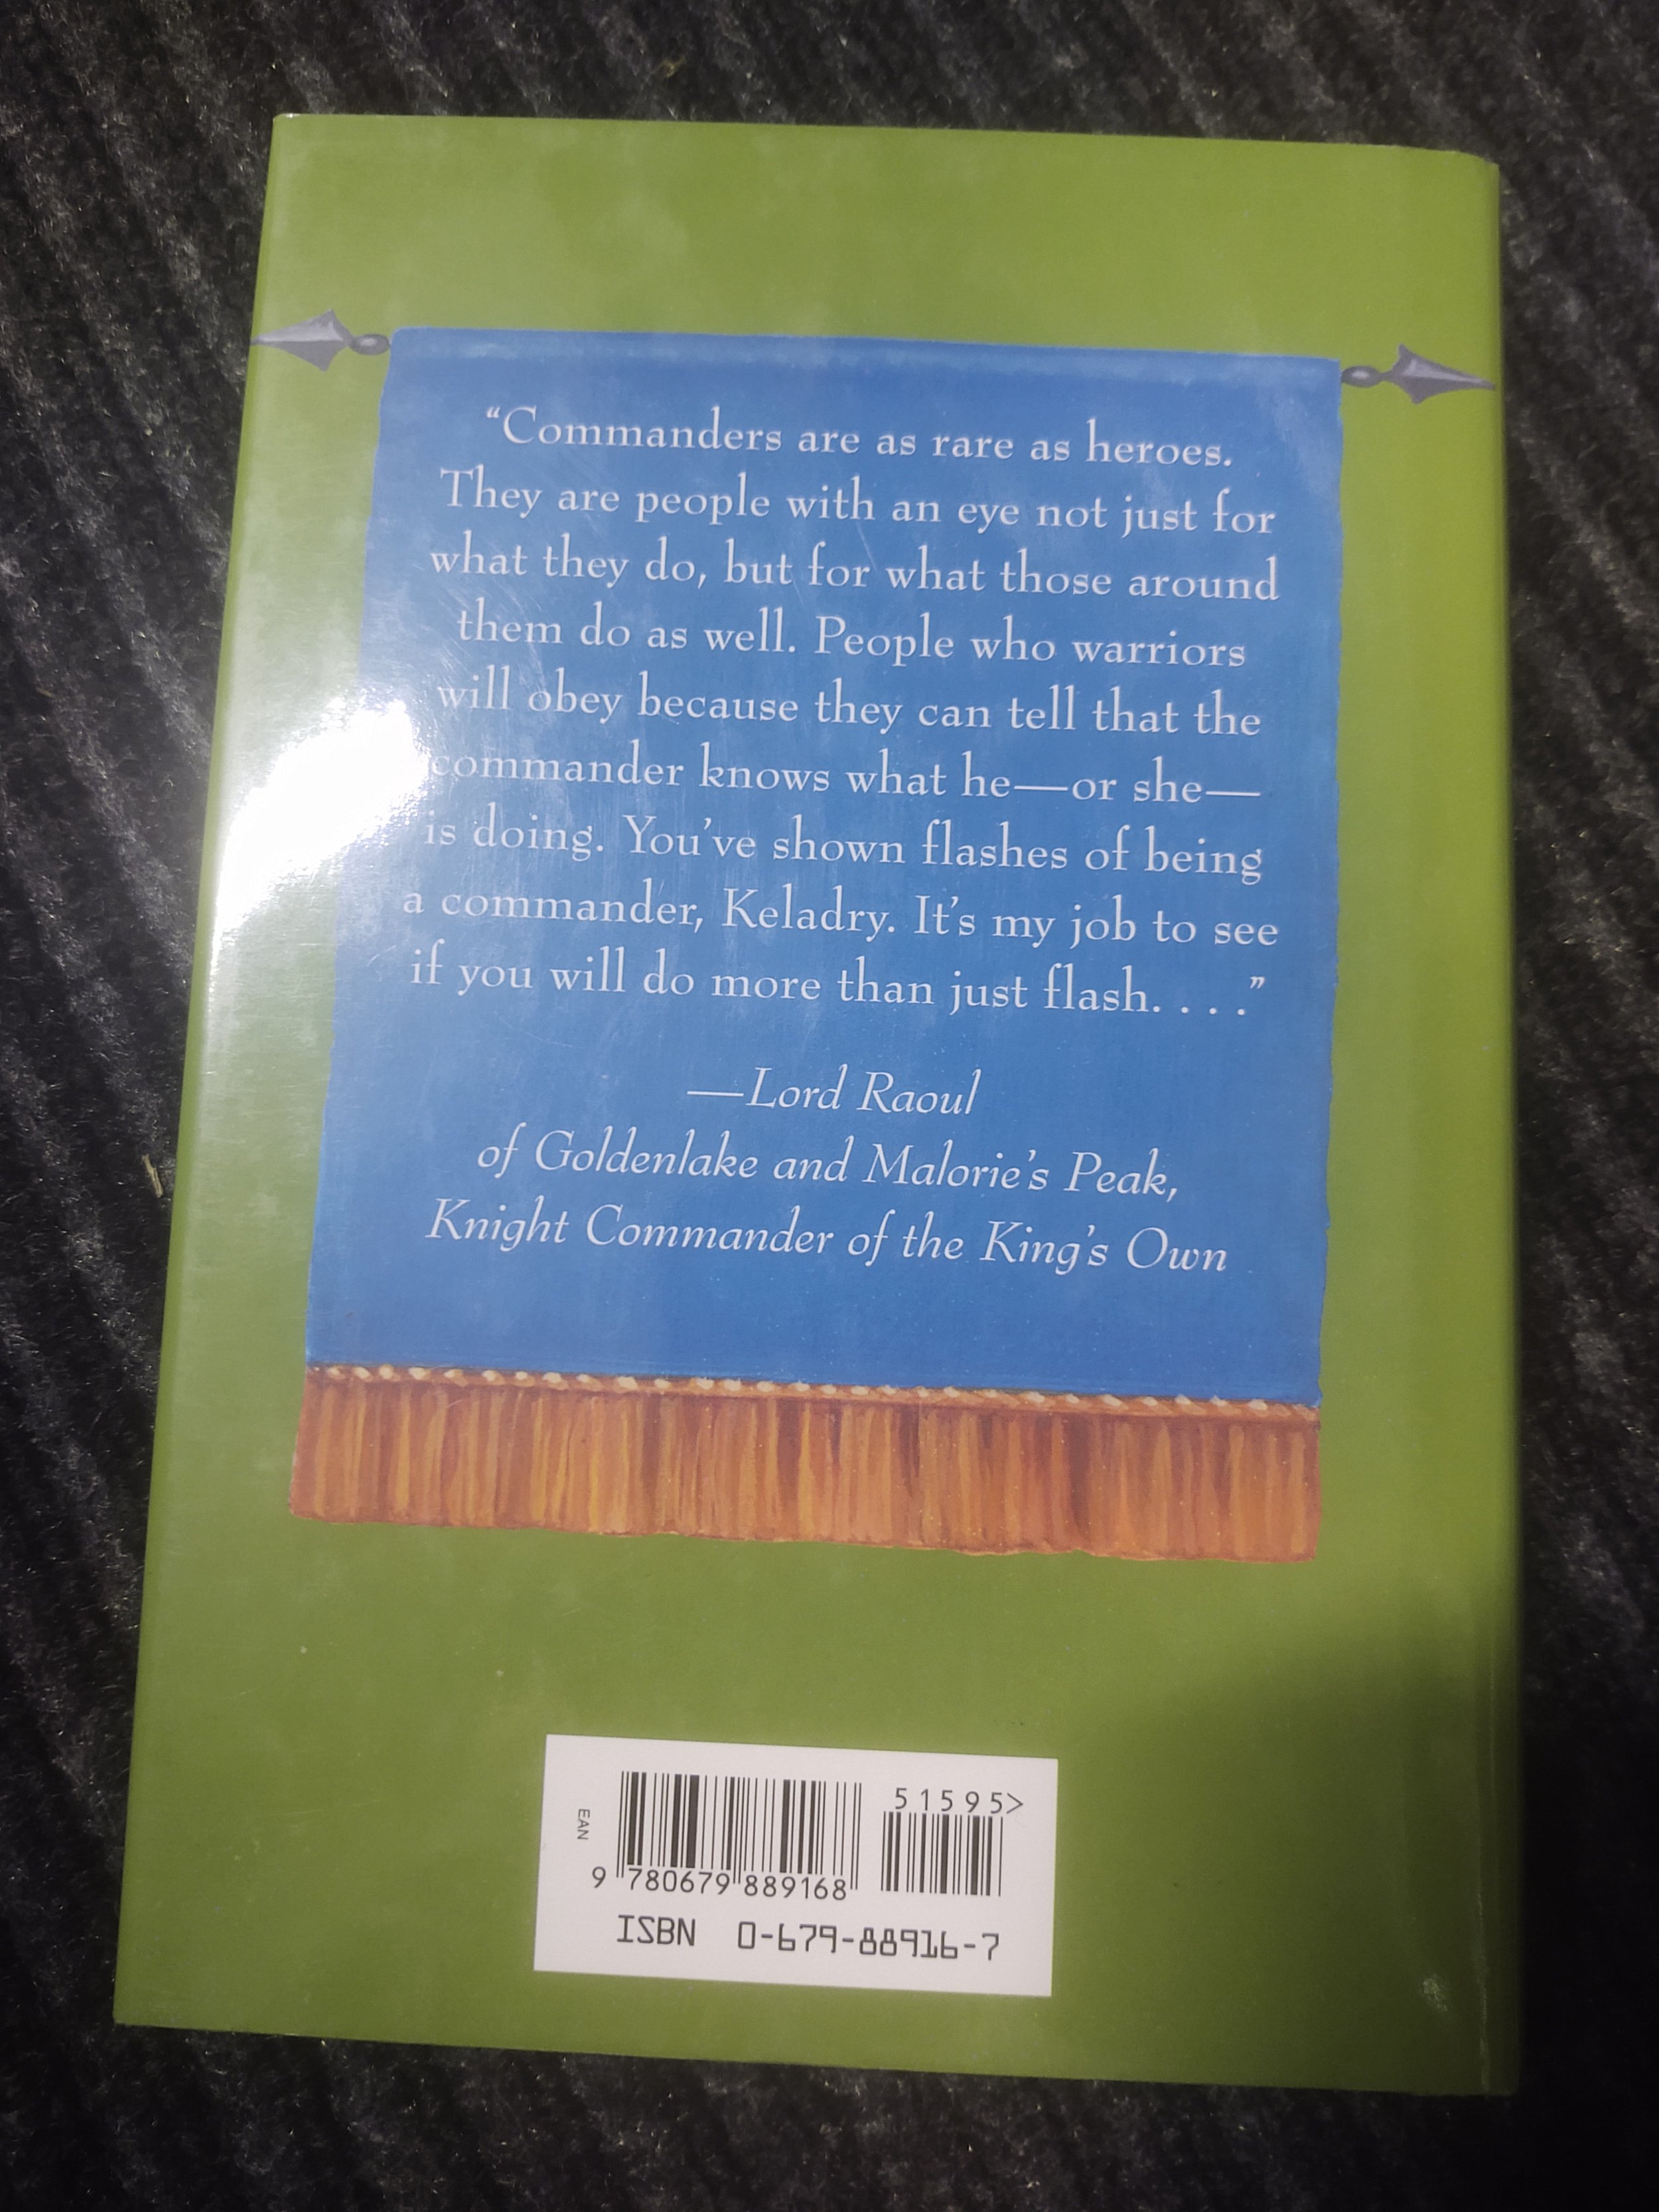 “Commanders are as rare as heroes.
They are people with an eye not just for
what they do, but for what those around
them do as well. People who warriors
will obey because they can tell that the
commander knows what he—or she—
is doing. You’ve shown flashes of being
a commander, Keladry. It’s my job to see
if you will do more than just flash. . . .”
—Lord Raoul
of Goldenlake and Malorie’s Peak,
Knight Commander of the King’s Own
EAN
51595>
9 780679 889168
ISBN 0-679-88916-7